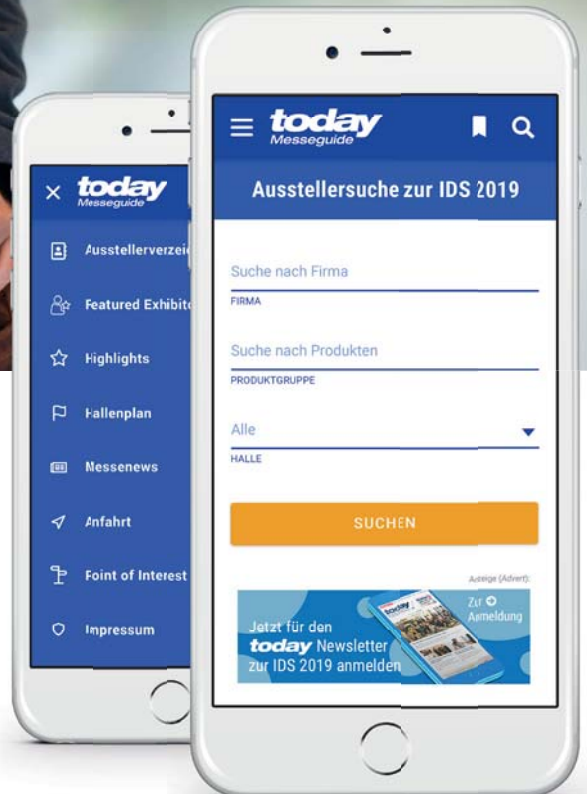 today
Messeguide
Ausstellerverzei
Featured Exhibit
Highlights
Hallenplan
Messenews
Anfahrt
Point of Interest
Impressum
today
Messeguide
Ausstellersuche zur IDS 2019
Suche nach Firma
FIRMA
Suche nach Produkten
PRODUKTGRUPPE
Alle
HALLE
SUCHEN
Anzeige (Advert):
Jetzt für den
today Newsletter
zur IDS 2019 anmelden
Zur
Anmeldung
today